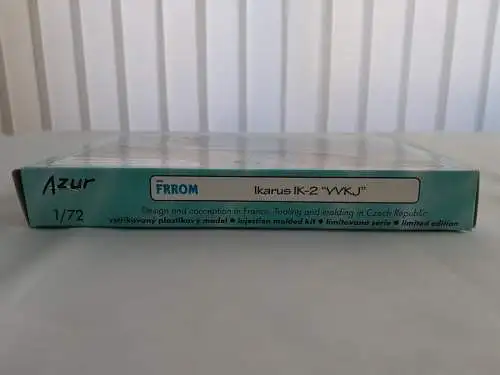 Azur
FRROM
Ikarus IK-2 "VVKJ"
1/72
Design and conception in France. Tooling and molding in Czech Republic
vstřikovaný plastikový model • injection molded kit • limitovaná serie • limited edition